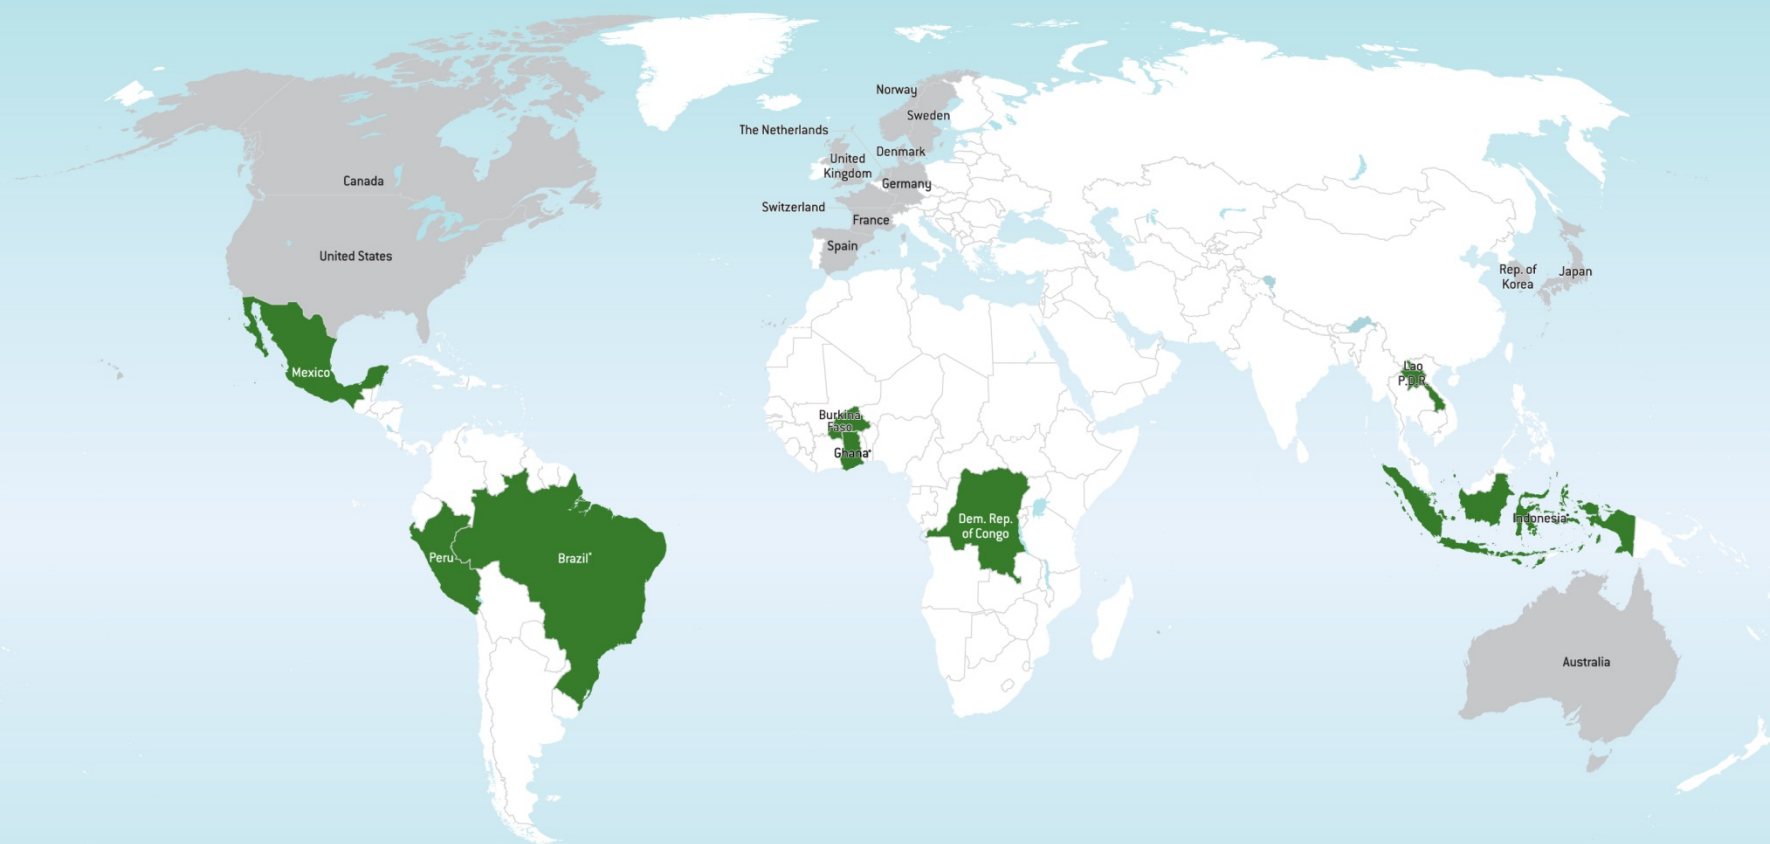 Norway
Sweden
The Netherlands
Denmark
United
Kingdom
Germany
Canada
Switzerland
France
Spain
United States
Rep. of
Korea
Japan
Mexico
Lao
P.D.R.
Burkina
Faso
Ghana*
Dem. Rep.
of Congo
Indonesia*
Peru
Brazil*
Australia